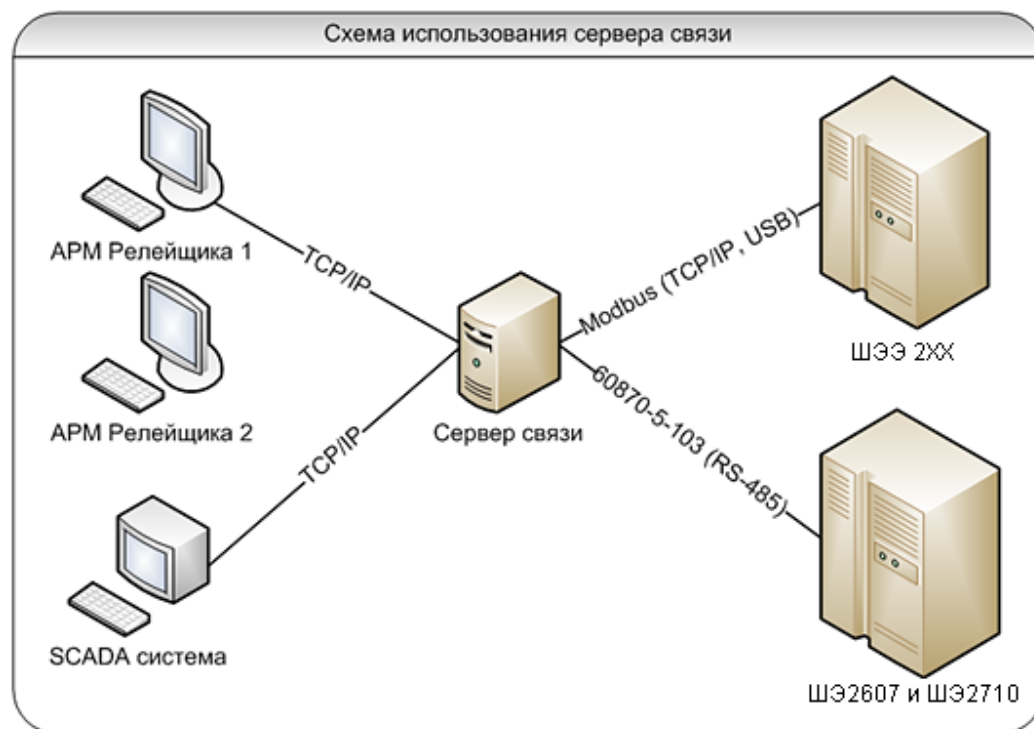 Схема использования сервера связи
АРМ Релейщика 1
TCP/IP
Modbus (TCP/IP, USB)
ШЭЭ 2XX
АРМ Релейщика 2
Сервер связи
60870-5-103 (RS-485)
TCP/IP
SCADA система
ШЭ2607 и ШЭ2710